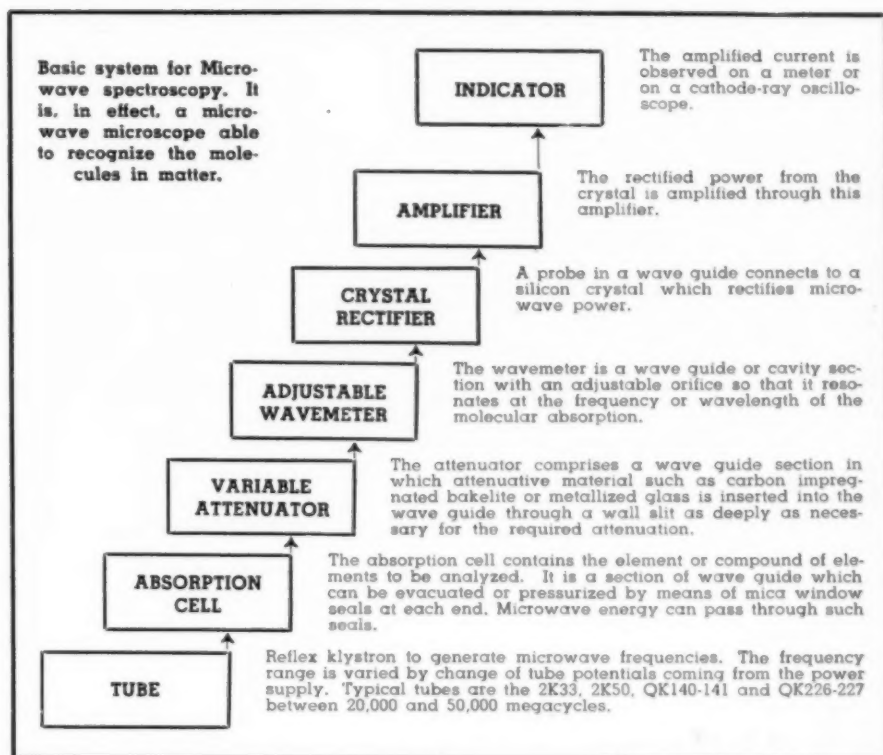 Basic system for Micro-
wave spectroscopy. It
is, in effect, a micro-
wave microscope able
to recognize the mole-
cules in matter.
INDICATOR
The amplified current is
observed on a meter or
on a cathode-ray oscillo-
scope.
AMPLIFIER
The rectified power from the
crystal is amplified through this
amplifier.
CRYSTAL
RECTIFIER
A probe in a wave guide connects to a
silicon crystal which rectifies micro-
wave power.
ADJUSTABLE
WAVEMETER
The wavemeter is a wave guide or cavity sec-
tion with an adjustable orifice so that it reso-
nates at the frequency or wavelength of the
molecular absorption.
VARIABLE
ATTENUATOR
The attenuator comprises a wave guide section in
which attenuative material such as carbon impreg-
nated bakelite or metallized glass is inserted into the
wave guide through a wall slit as deeply as neces-
sary for the required attenuation.
ABSORPTION
CELL
The absorption cell contains the element or compound of ele-
ments to be analyzed. It is a section of wave guide which
can be evacuated or pressurized by means of mica window
seals at each end. Microwave energy can pass through such
seals.
TUBE
Reflex klystron to generate microwave frequencies. The frequency
range is varied by change of tube potentials coming from the power
supply. Typical tubes are the 2K33, 2K50, QK140-141 and QK226-227
between 20,000 and 50,000 megacycles.